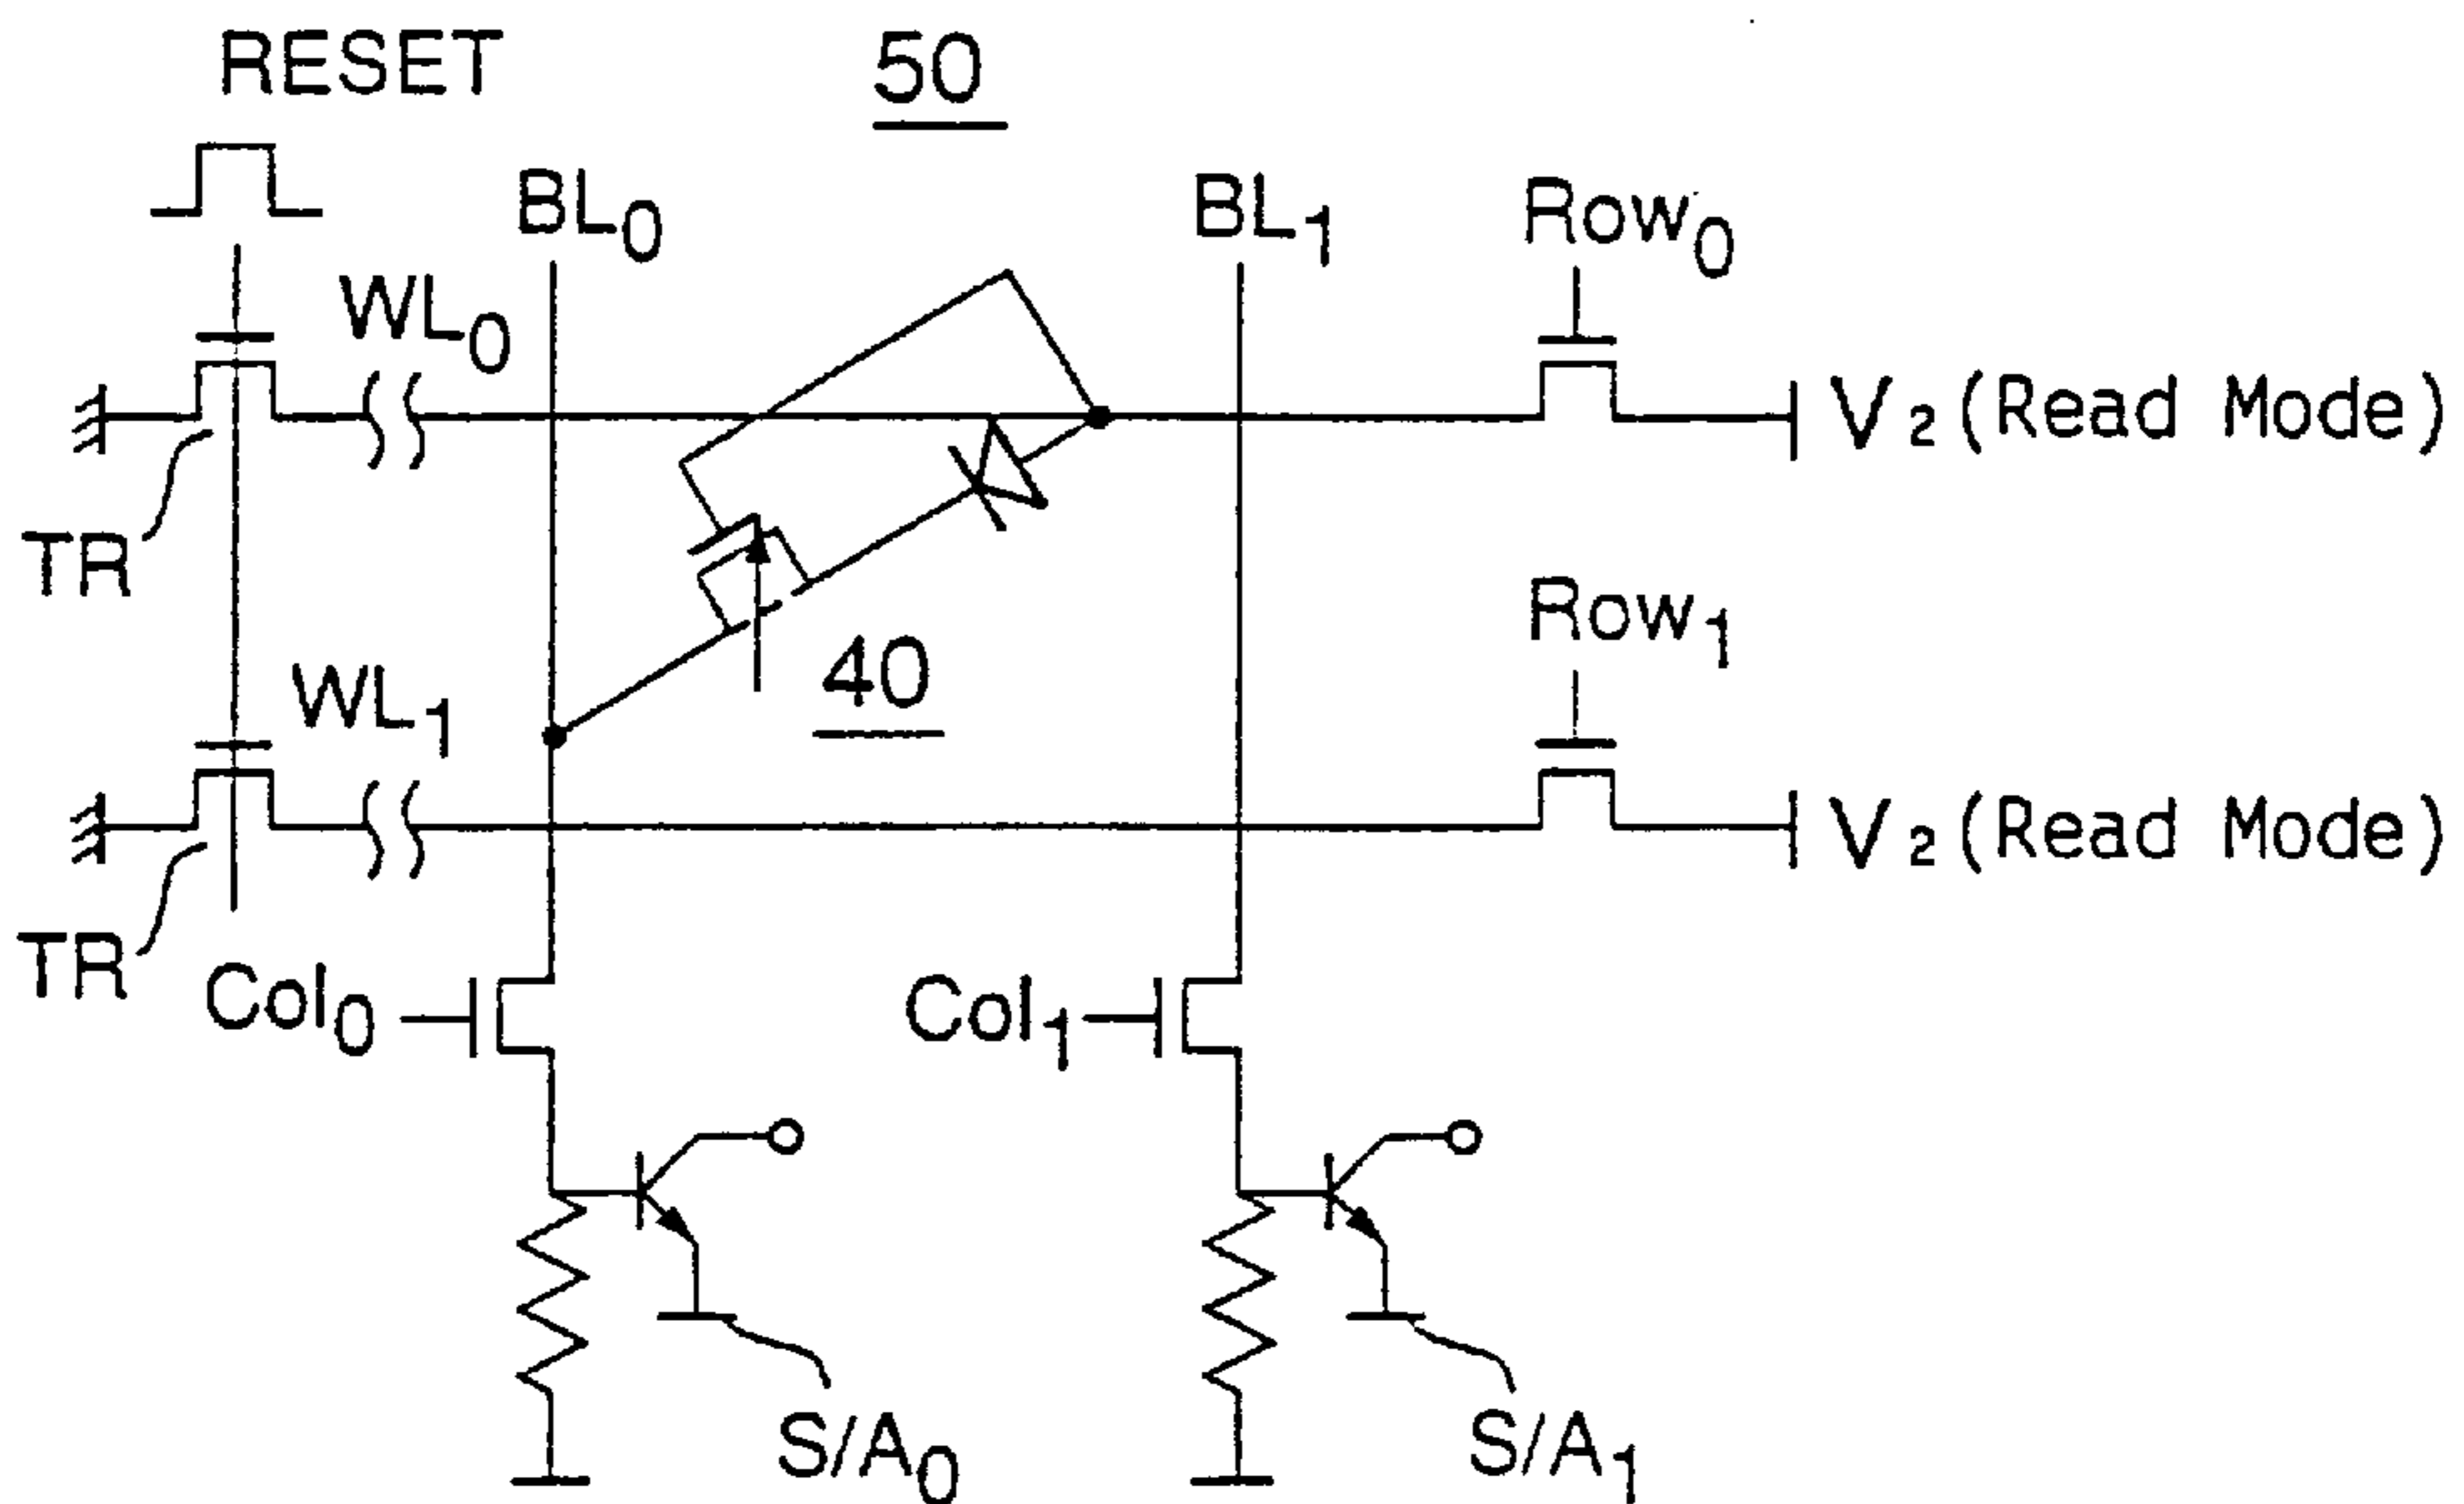 RESET
50
BL0
BL1
Row0
WL0
V2 (Read Mode)
TR
Row1
40
WL1
V2 (Read Mode)
TR
Col0
Col1
S/A0
S/A1